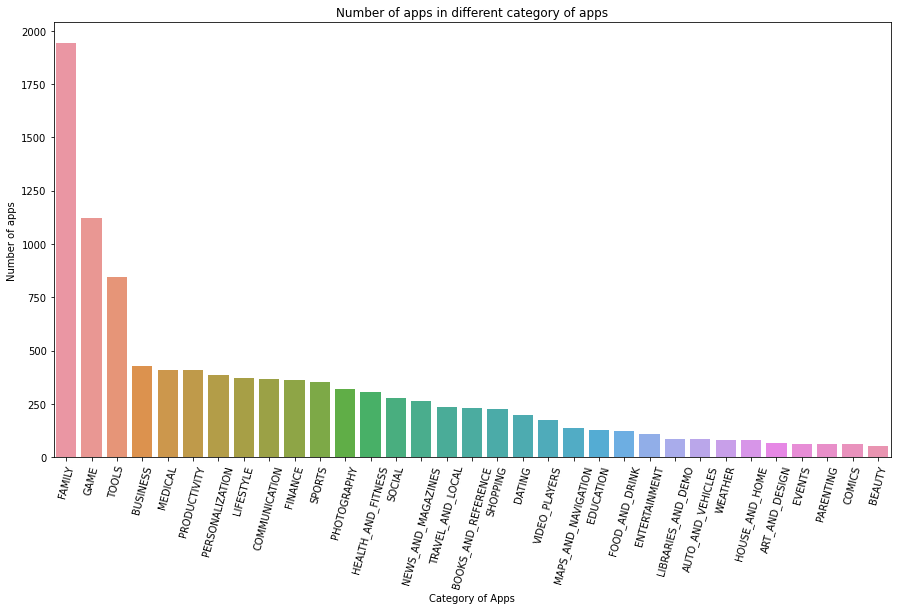 Number of apps in different category of apps
Number of apps
2000
1750
1500
1250
1000
750
500
250
0
FAMILY
GAME
TOOLS
BUSINESS
MEDICAL
PRODUCTIVITY
PERSONALIZATION
LIFESTYLE
COMMUNICATION
FINANCE
SPORTS
PHOTOGRAPHY
HEALTH_AND_FITNESS
SOCIAL
NEWS_AND_MAGAZINES
TRAVEL_AND_LOCAL
BOOKS_AND_REFERENCE
SHOPPING
DATING
VIDEO_PLAYERS
MAPS_AND_NAVIGATION
EDUCATION
FOOD_AND_DRINK
ENTERTAINMENT
LIBRARIES_AND_DEMO
AUTO_AND_VEHICLES
WEATHER
HOUSE_AND_HOME
ART_AND_DESIGN
EVENTS
PARENTING
COMICS
BEAUTY
Category of Apps